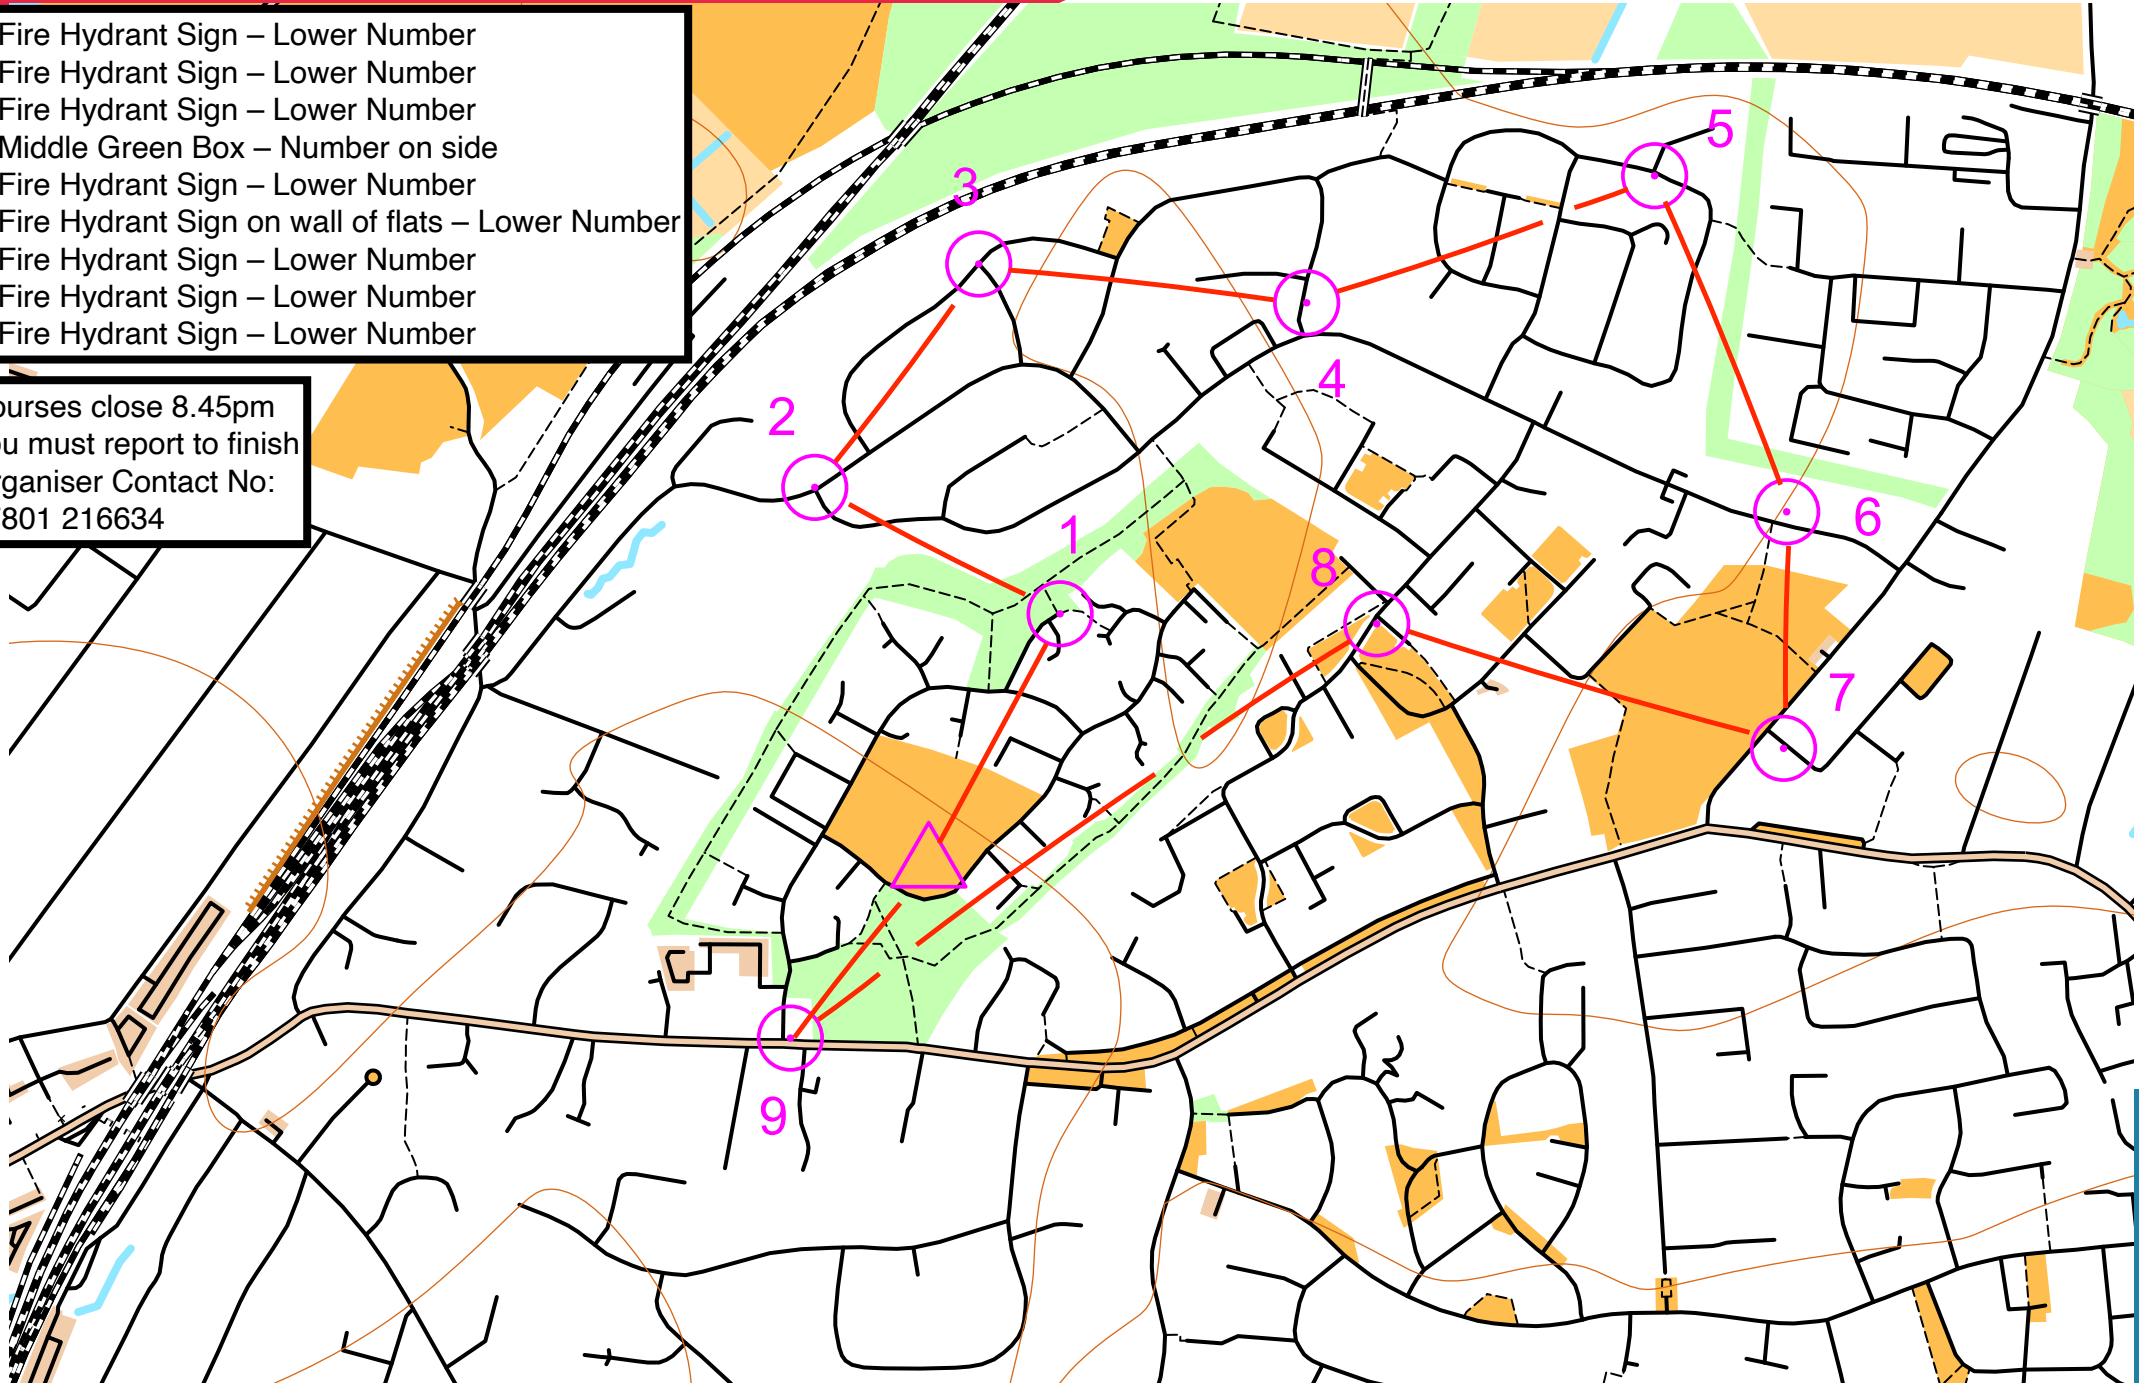 Fire Hydrant Sign – Lower Number
Fire Hydrant Sign – Lower Number
Fire Hydrant Sign – Lower Number
Middle Green Box – Number on side
Fire Hydrant Sign – Lower Number
Fire Hydrant Sign on wall of flats – Lower Number
Fire Hydrant Sign – Lower Number
Fire Hydrant Sign – Lower Number
Fire Hydrant Sign – Lower Number
ourses close 8.45pm
ou must report to finish
rganiser Contact No:
7801 216634
5
3
4
2
1
6
8
7
9